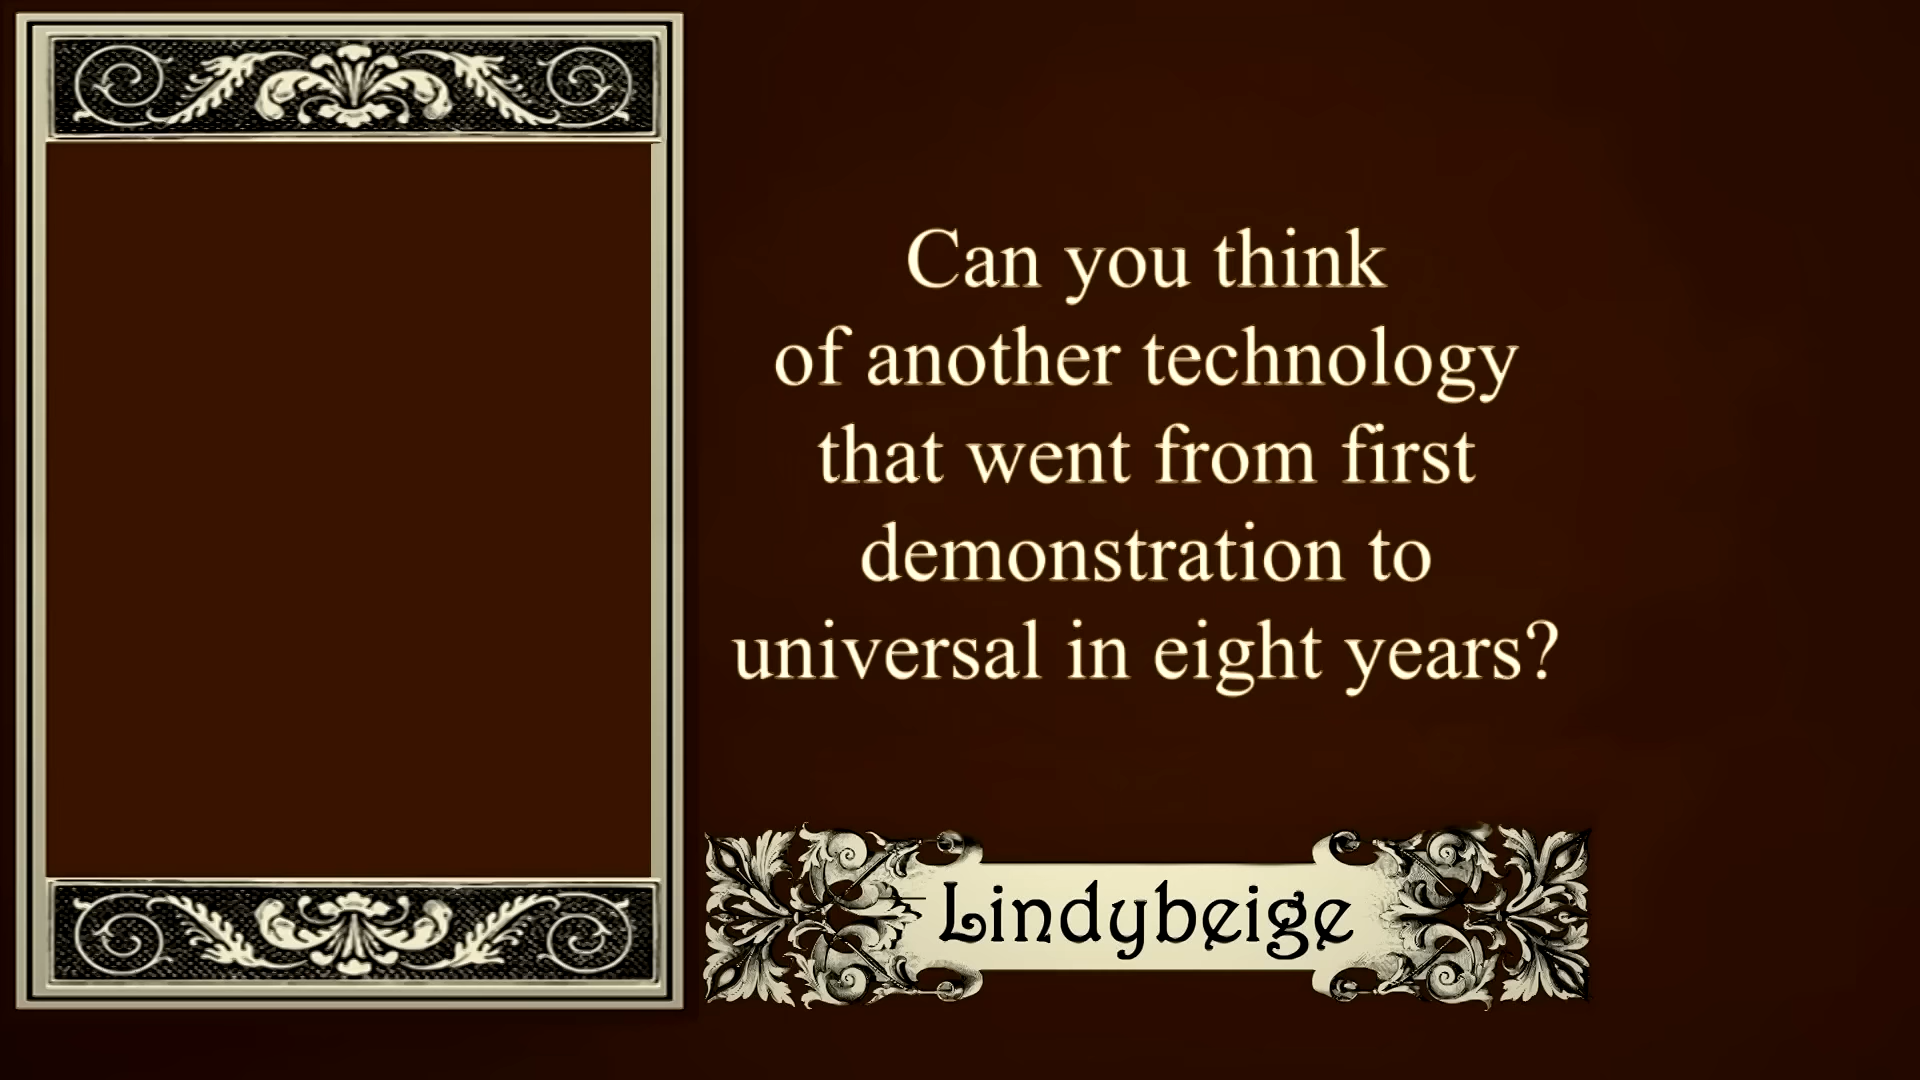 Can you think
of another technology
that went from first
demonstration to
universal in eight years?
Lindybeige